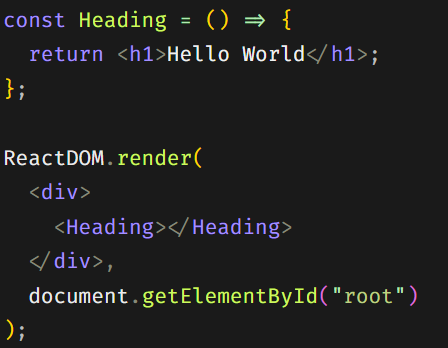 const Heading = () => {
  return <h1>Hello World</h1>;
};

ReactDOM.render(
  <div>
    <Heading></Heading>
  </div>,
  document.getElementById("root")
);